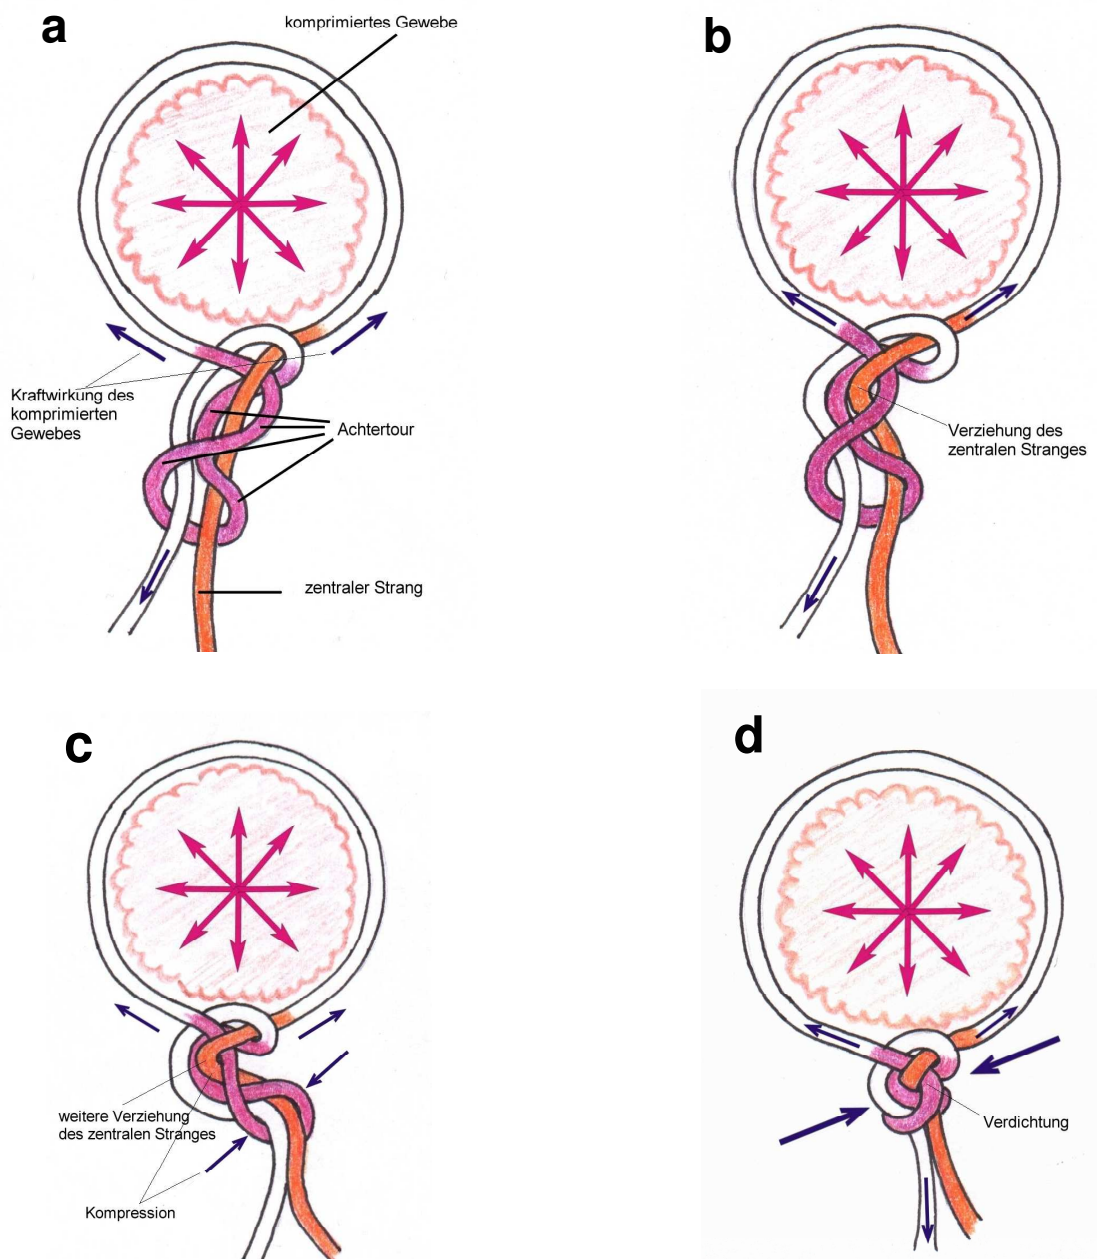 a
komprimiertes Gewebe
Kraftwirkung des
komprimierten
Gewebes
Achtertour
zentraler Strang
b
Verziehung des
zentralen Stranges
c
weitere Verziehung
des zentralen Stranges
Kompression
d
Verdichtung